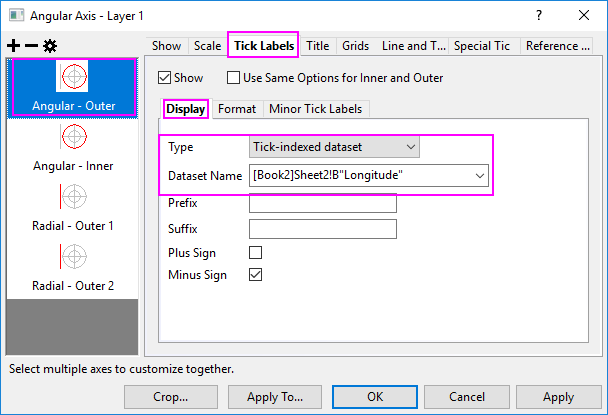 Angular Axis - Layer 1
Show Scale Tick Labels Title Grids Line and T... Special Tic Reference ...
Show Use Same Options for Inner and Outer
Angular - Outer
Display Format Minor Tick Labels
Angular - Inner
Type Tick-indexed dataset
Dataset Name [Book2]Sheet2!B"Longitude"
Prefix
Radial - Outer 1
Suffix
Plus Sign
Minus Sign
Radial - Outer 2
Select multiple axes to customize together.
Crop... Apply To... OK Cancel Apply